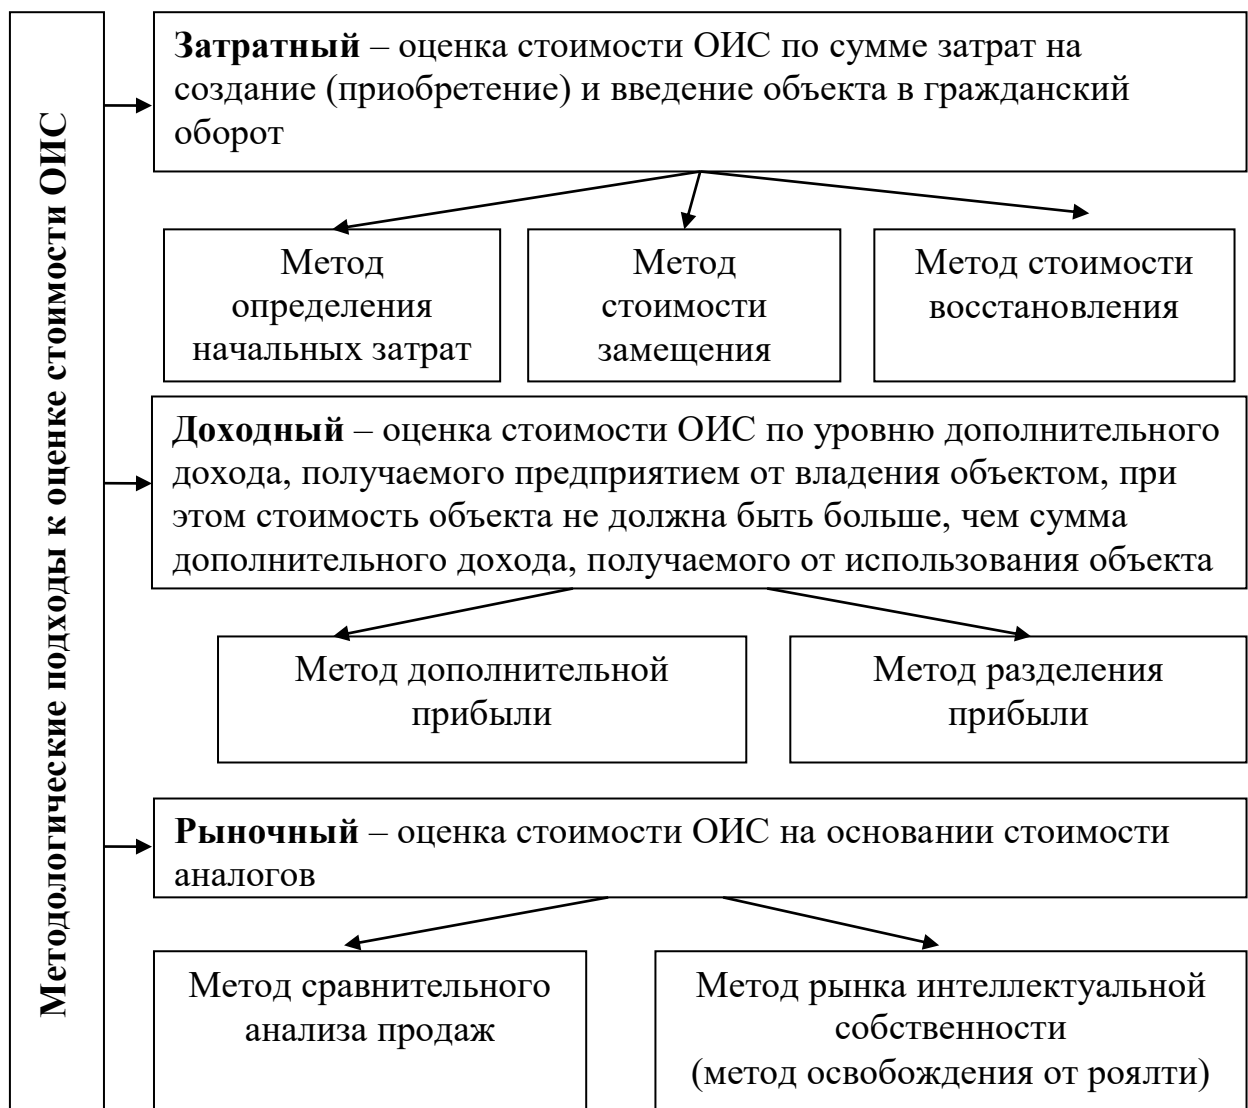 Методологические подходы к оценке стоимости ОИС
Затратный – оценка стоимости ОИС по сумме затрат на
создание (приобретение) и введение объекта в гражданский
оборот
Метод
определения
начальных затрат
Метод
стоимости
замещения
Метод стоимости
восстановления
Доходный – оценка стоимости ОИС по уровню дополнительного
дохода, получаемого предприятием от владения объектом, при
этом стоимость объекта не должна быть больше, чем сумма
дополнительного дохода, получаемого от использования объекта
Метод дополнительной
прибыли
Метод разделения
прибыли
Рыночный – оценка стоимости ОИС на основании стоимости
аналогов
Метод сравнительного
анализа продаж
Метод рынка интеллектуальной
собственности
(метод освобождения от роялти)